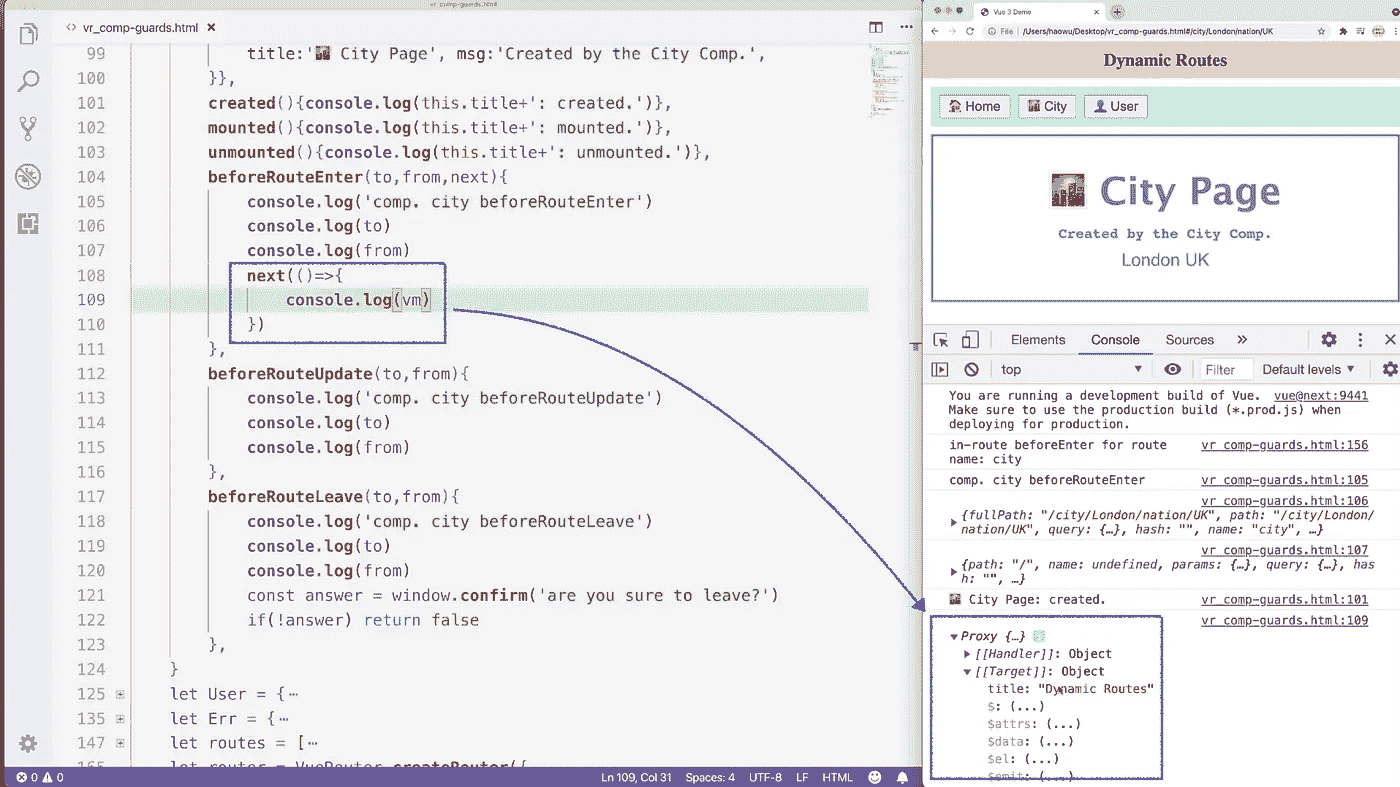 vr_comp-guards.html
vr_comp-guards.html
99 title:'🌆 City Page', msg:'Created by the City Comp.',
100 }},
101 created(){console.log(this.title+': created.')},
102 mounted(){console.log(this.title+': mounted.')},
103 unmounted(){console.log(this.title+': unmounted.')},
104 beforeRouteEnter(to,from,next){
105 console.log('comp. city beforeRouteEnter')
106 console.log(to)
107 console.log(from)
108 next(()=>{
109 console.log(vm)
110 })
111 },
112 beforeRouteUpdate(to,from){
113 console.log('comp. city beforeRouteUpdate')
114 console.log(to)
115 console.log(from)
116 },
117 beforeRouteLeave(to,from){
118 console.log('comp. city beforeRouteLeave')
119 console.log(to)
120 console.log(from)
121 const answer = window.confirm('are you sure to leave?')
122 if(!answer) return false
123 },
124 }
125 let User = {⋯
135 let Err = {⋯
147 let routes = [⋯
165 let router = VueRouter.createRouter({
0 0
Ln 109, Col 31 Spaces: 4 UTF-8 LF HTML
Vue 3 Demo
File /Users/haowu/Desktop/vr_comp-guards.html#/city/London/nation/UK
Dynamic Routes
Home City User
City Page
Created by the City Comp.
London UK
Elements Console Sources »
top Filter Default levels
You are running a development build of Vue. vue@next:9441
Make sure to use the production build (*.prod.js) when
deploying for production.
in-route beforeEnter for route vr_comp-guards.html:156
name: city
comp. city beforeRouteEnter vr_comp-guards.html:105
vr_comp-guards.html:106
{fullPath: "/city/London/nation/UK", path: "/city/London/
nation/UK", query: {…}, hash: "", name: "city", …}
vr_comp-guards.html:107
{path: "/", name: undefined, params: {…}, query: {…}, has
h: "", …}
🌆 City Page: created. vr_comp-guards.html:101
vr_comp-guards.html:109
Proxy {…}
[[Handler]]: Object
[[Target]]: Object
title: "Dynamic Routes"
$: (...)
$attrs: (...)
$data: (...)
$el: (...)
$emit: (...)